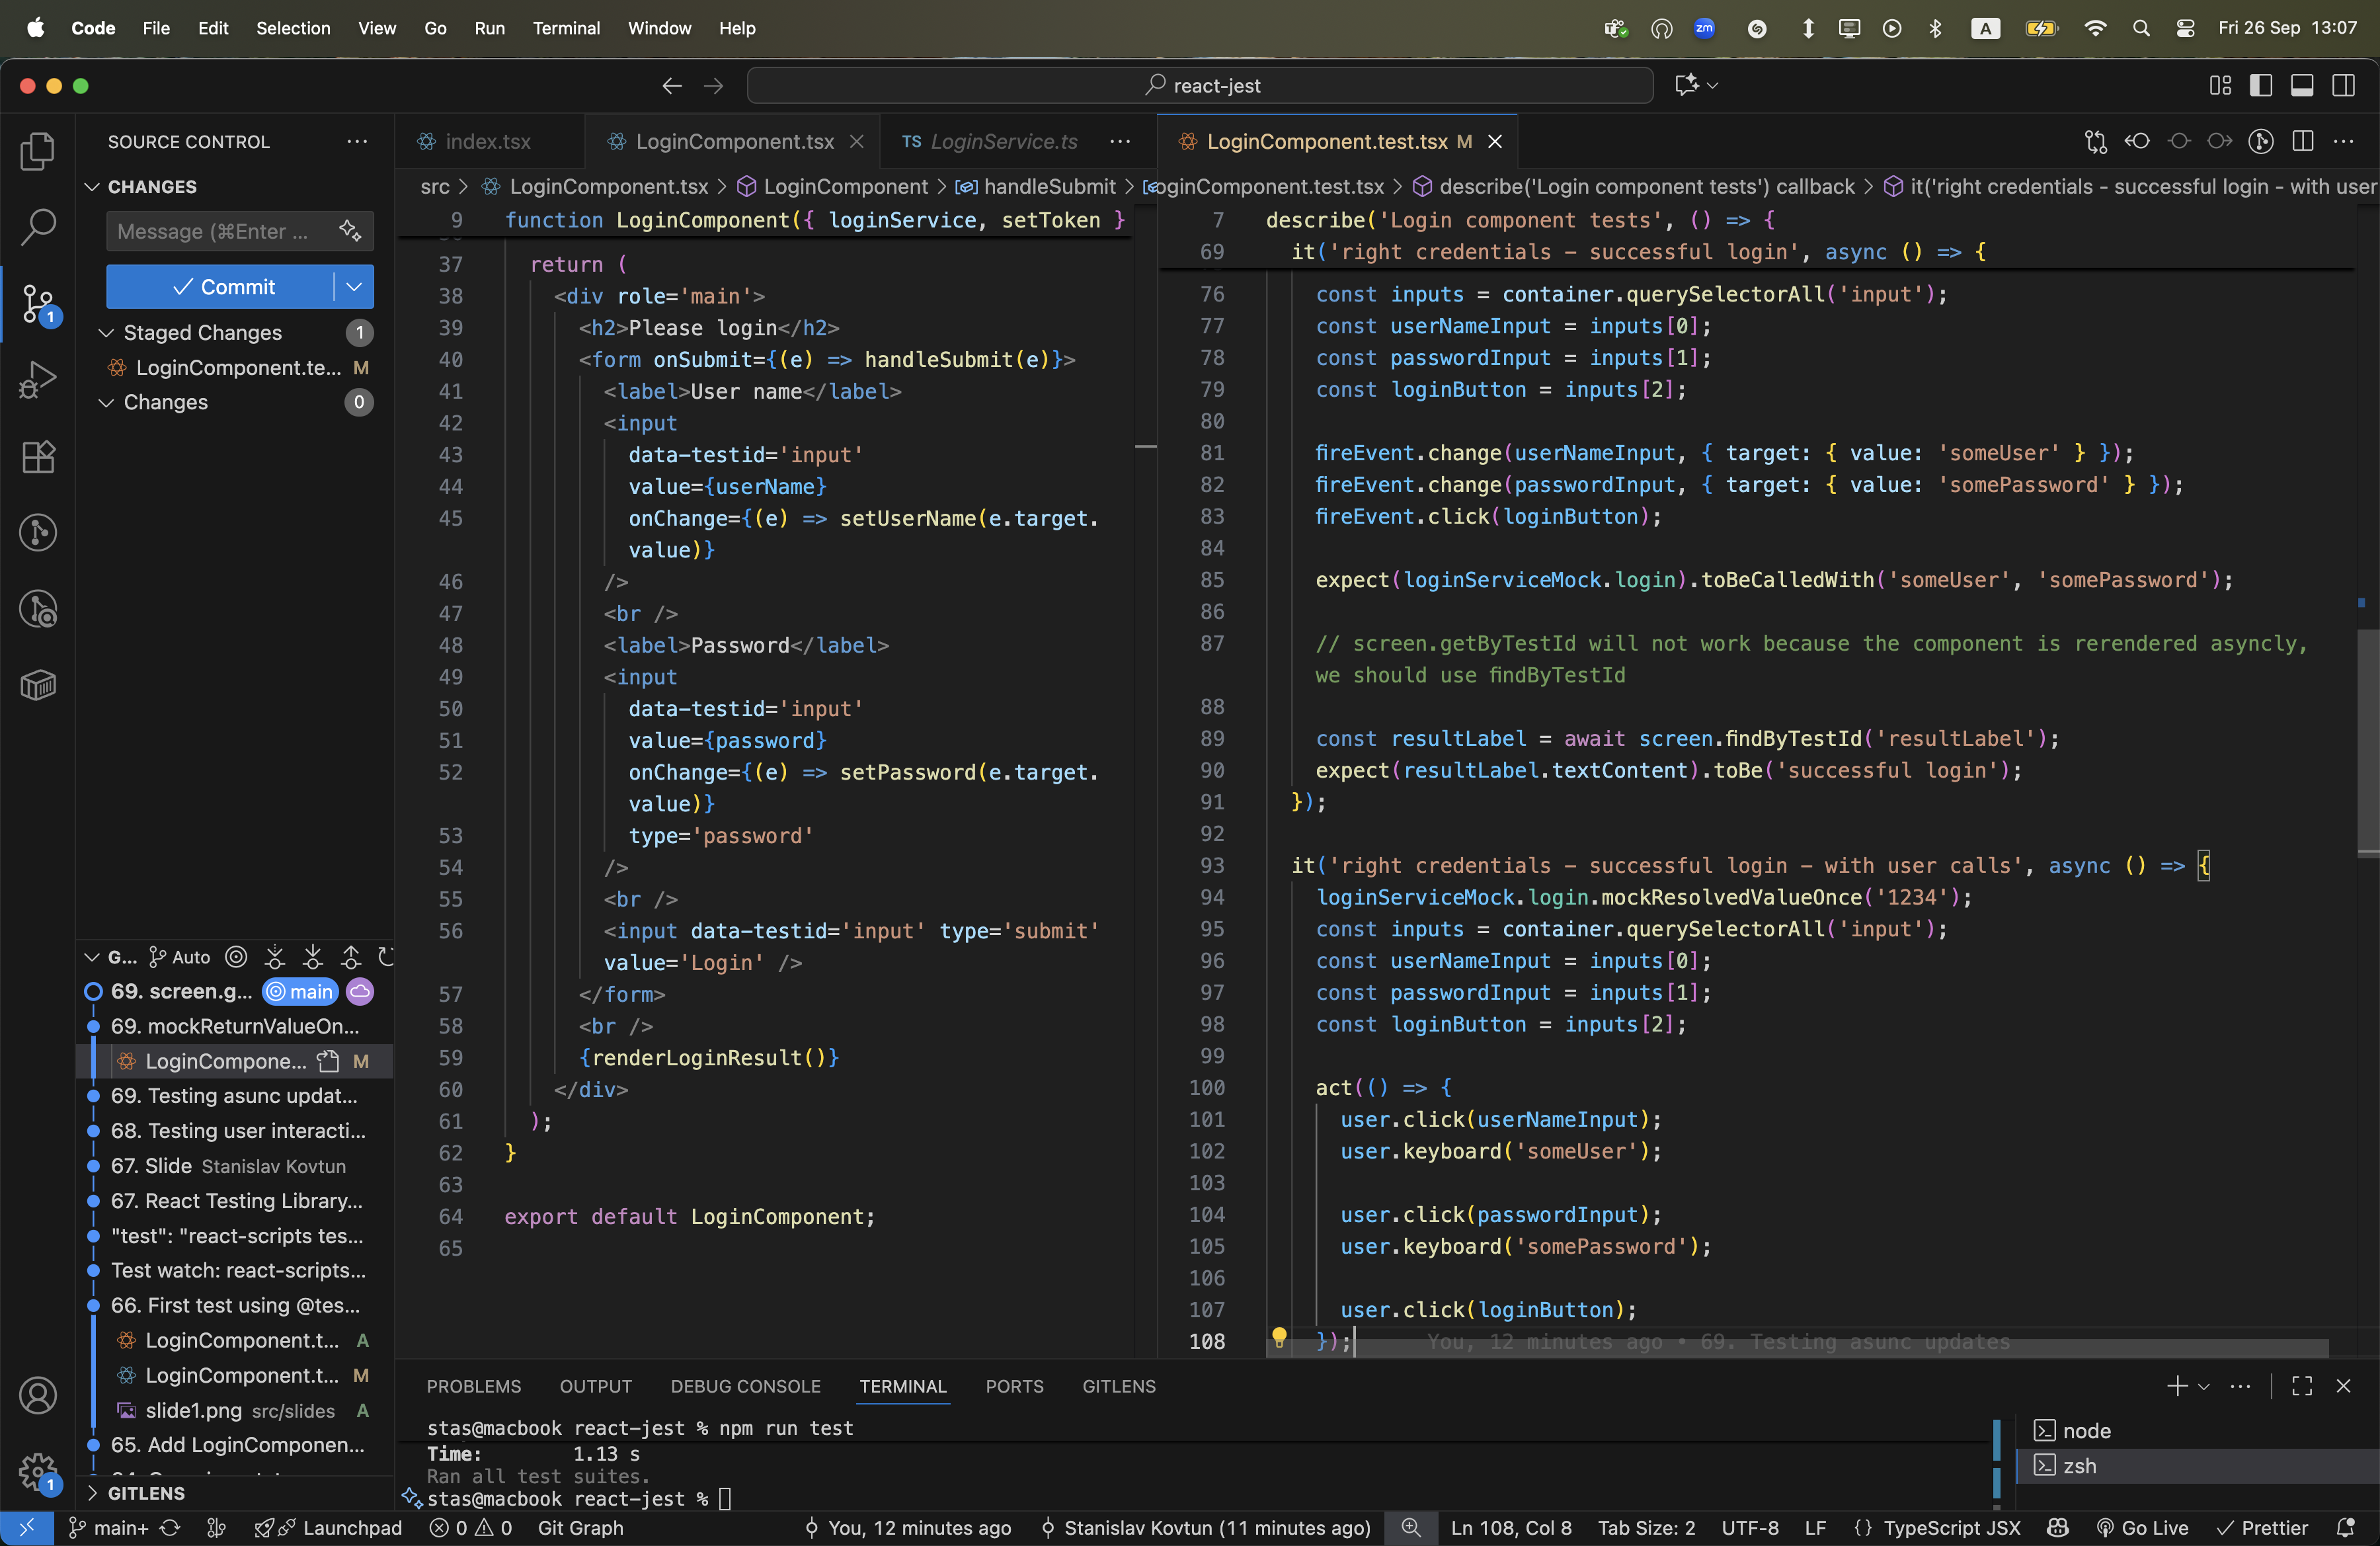 Code File Edit Selection View Go Run Terminal Window Help
zm A Fri 26 Sep 13:07
react-jest
SOURCE CONTROL
CHANGES
Message (⌘Enter ...
Commit
Staged Changes 1
LoginComponent.te... M
Changes 0
1
G... Auto
69. screen.g... main
69. mockReturnValueOn...
LoginCompone... M
69. Testing asunc updat...
68. Testing user interacti...
67. Slide Stanislav Kovtun
67. React Testing Library...
"test": "react-scripts tes...
Test watch: react-scripts...
66. First test using @tes...
LoginComponent.t... A
LoginComponent.t... M
slide1.png src/slides A
65. Add LoginComponen...
GITLENS
1
index.tsx LoginComponent.tsx TS LoginService.ts
src > LoginComponent.tsx > LoginComponent > handleSubmit >
9 function LoginComponent({ loginService, setToken }
37 return (
38 <div role='main'>
39 <h2>Please login</h2>
40 <form onSubmit={(e) => handleSubmit(e)}>
41 <label>User name</label>
42 <input
43 data-testid='input'
44 value={userName}
45 onChange={(e) => setUserName(e.target.
value)}
46 />
47 <br />
48 <label>Password</label>
49 <input
50 data-testid='input'
51 value={password}
52 onChange={(e) => setPassword(e.target.
value)}
53 type='password'
54 />
55 <br />
56 <input data-testid='input' type='submit'
value='Login' />
57 </form>
58 <br />
59 {renderLoginResult()}
60 </div>
61 );
62 }
63
64 export default LoginComponent;
65
LoginComponent.test.tsx M
oginComponent.test.tsx > describe('Login component tests') callback > it('right credentials - successful login - with user
7 describe('Login component tests', () => {
69 it('right credentials - successful login', async () => {
76 const inputs = container.querySelectorAll('input');
77 const userNameInput = inputs[0];
78 const passwordInput = inputs[1];
79 const loginButton = inputs[2];
80
81 fireEvent.change(userNameInput, { target: { value: 'someUser' } });
82 fireEvent.change(passwordInput, { target: { value: 'somePassword' } });
83 fireEvent.click(loginButton);
84
85 expect(loginServiceMock.login).toBeCalledWith('someUser', 'somePassword');
86
87 // screen.getByTestId will not work because the component is rerendered asyncly,
we should use findByTestId
88
89 const resultLabel = await screen.findByTestId('resultLabel');
90 expect(resultLabel.textContent).toBe('successful login');
91 });
92
93 it('right credentials - successful login - with user calls', async () => {
94 loginServiceMock.login.mockResolvedValueOnce('1234');
95 const inputs = container.querySelectorAll('input');
96 const userNameInput = inputs[0];
97 const passwordInput = inputs[1];
98 const loginButton = inputs[2];
99
100 act(() => {
101 user.click(userNameInput);
102 user.keyboard('someUser');
103
104 user.click(passwordInput);
105 user.keyboard('somePassword');
106
107 user.click(loginButton);
108 }); You, 12 minutes ago • 69. Testing asunc updates
PROBLEMS OUTPUT DEBUG CONSOLE TERMINAL PORTS GITLENS
stas@macbook react-jest % npm run test
Time: 1.13 s
Ran all test suites.
stas@macbook react-jest %
node
zsh
main+ Launchpad 0 0 Git Graph You, 12 minutes ago Stanislav Kovtun (11 minutes ago) Ln 108, Col 8 Tab Size: 2 UTF-8 LF {} TypeScript JSX Go Live Prettier